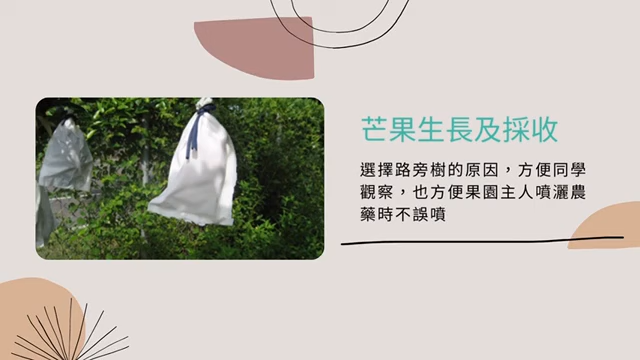 芒果生長及採收
選擇路旁樹的原因，方便同學
觀察，也方便果園主人噴灑農
藥時不誤噴